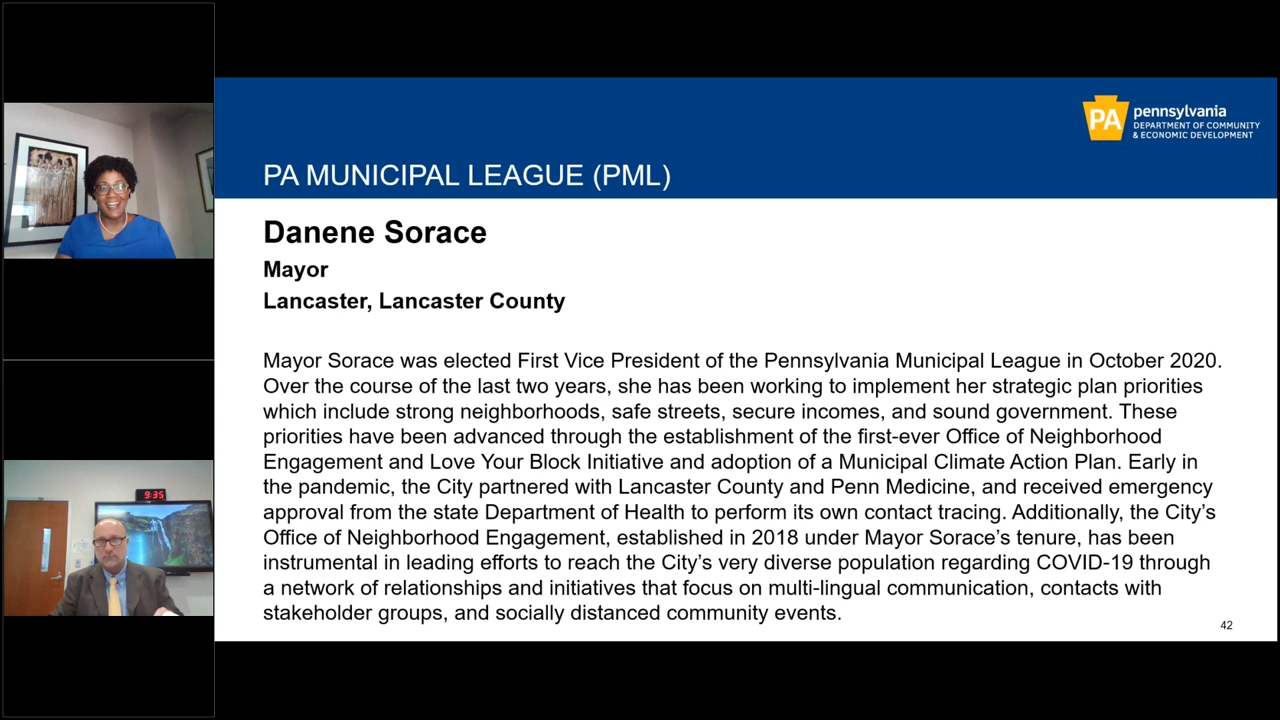 9:35
PA
pennsylvania
DEPARTMENT OF COMMUNITY
& ECONOMIC DEVELOPMENT
PA MUNICIPAL LEAGUE (PML)
Danene Sorace
Mayor
Lancaster, Lancaster County
Mayor Sorace was elected First Vice President of the Pennsylvania Municipal League in October 2020.
Over the course of the last two years, she has been working to implement her strategic plan priorities
which include strong neighborhoods, safe streets, secure incomes, and sound government. These
priorities have been advanced through the establishment of the first-ever Office of Neighborhood
Engagement and Love Your Block Initiative and adoption of a Municipal Climate Action Plan. Early in
the pandemic, the City partnered with Lancaster County and Penn Medicine, and received emergency
approval from the state Department of Health to perform its own contact tracing. Additionally, the City’s
Office of Neighborhood Engagement, established in 2018 under Mayor Sorace’s tenure, has been
instrumental in leading efforts to reach the City’s very diverse population regarding COVID-19 through
a network of relationships and initiatives that focus on multi-lingual communication, contacts with
stakeholder groups, and socially distanced community events.
42